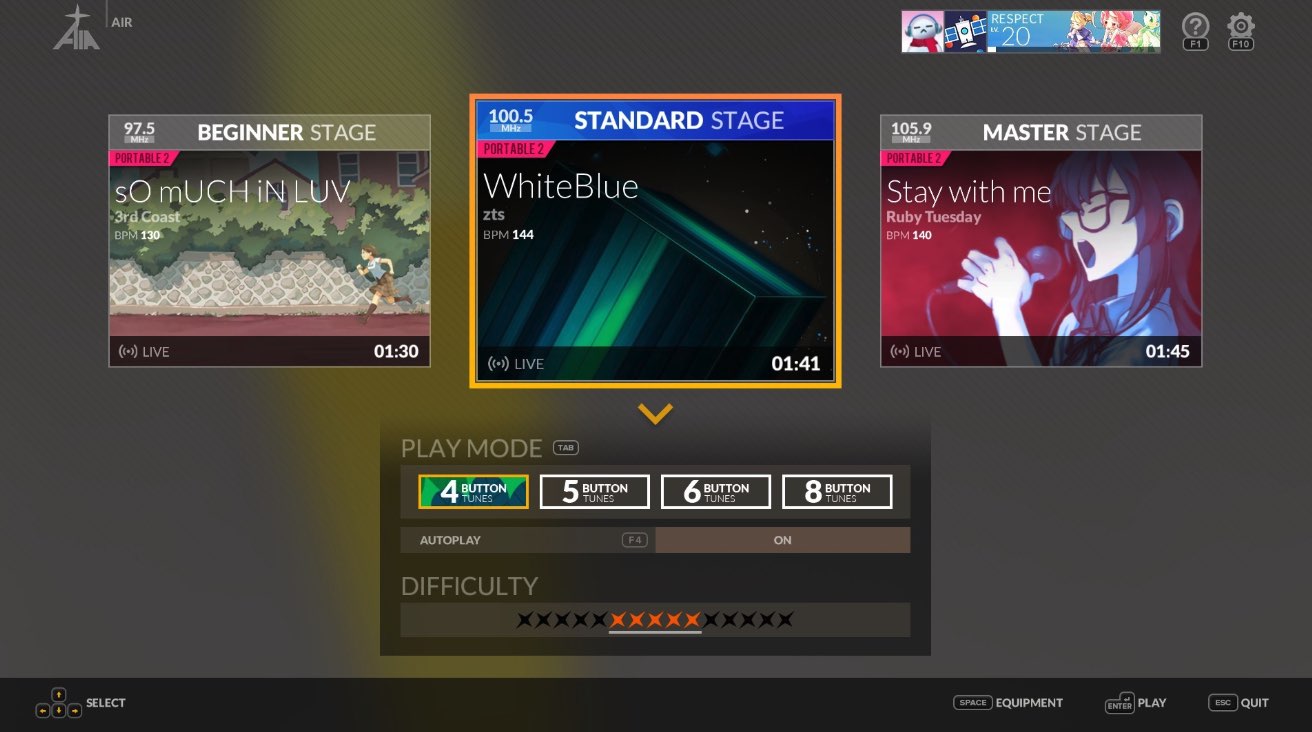 AIR
AIR
RESPECT
LV. 20
F1
F10
97.5 MHz BEGINNER STAGE
PORTABLE 2
sO mUCH iN LUV
3rd Coast
BPM 130
LIVE 01:30
100.5 MHz STANDARD STAGE
PORTABLE 2
WhiteBlue
zts
BPM 144
LIVE 01:41
105.9 MHz MASTER STAGE
PORTABLE 2
Stay with me
Ruby Tuesday
BPM 140
LIVE 01:45
PLAY MODE TAB
4 BUTTON TUNES
5 BUTTON TUNES
6 BUTTON TUNES
8 BUTTON TUNES
AUTOPLAY F4 ON
DIFFICULTY
SELECT
SPACE EQUIPMENT
ENTER PLAY
ESC QUIT